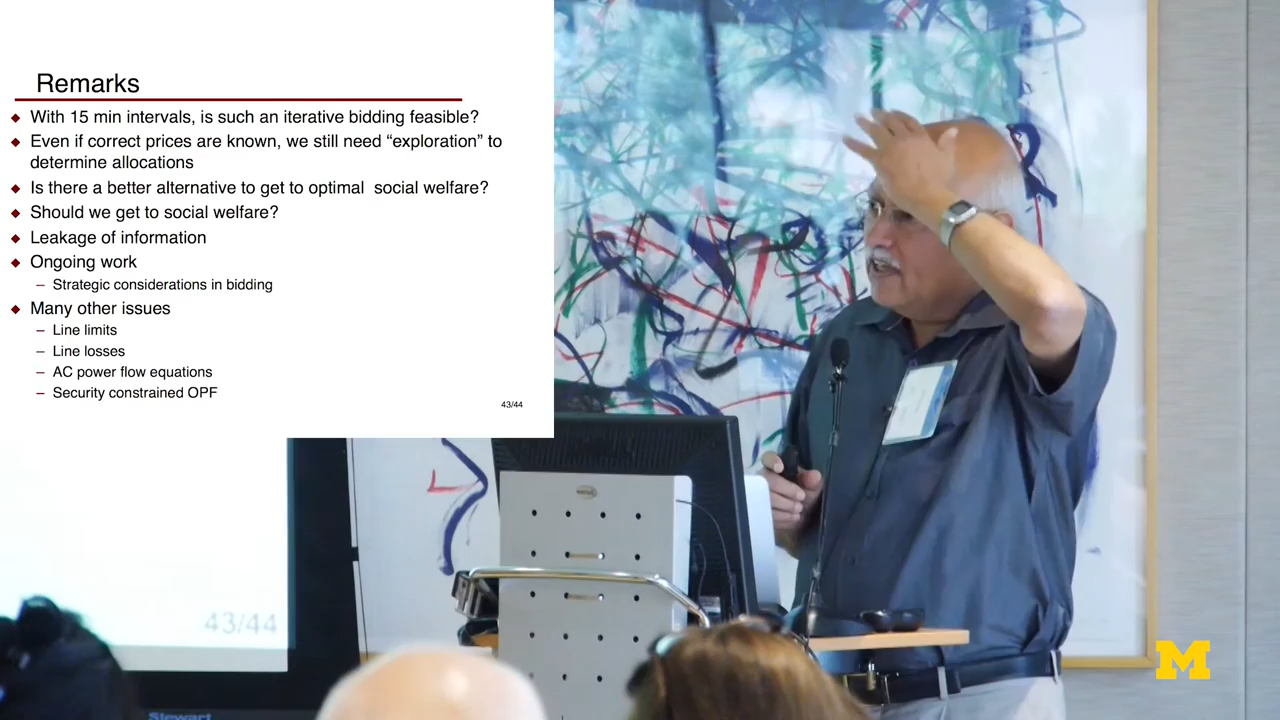 Remarks
◆ With 15 min intervals, is such an iterative bidding feasible?
◆ Even if correct prices are known, we still need “exploration” to
determine allocations
◆ Is there a better alternative to get to optimal social welfare?
◆ Should we get to social welfare?
◆ Leakage of information
◆ Ongoing work
– Strategic considerations in bidding
◆ Many other issues
– Line limits
– Line losses
– AC power flow equations
– Security constrained OPF
43/44
43/44
Stewart
M